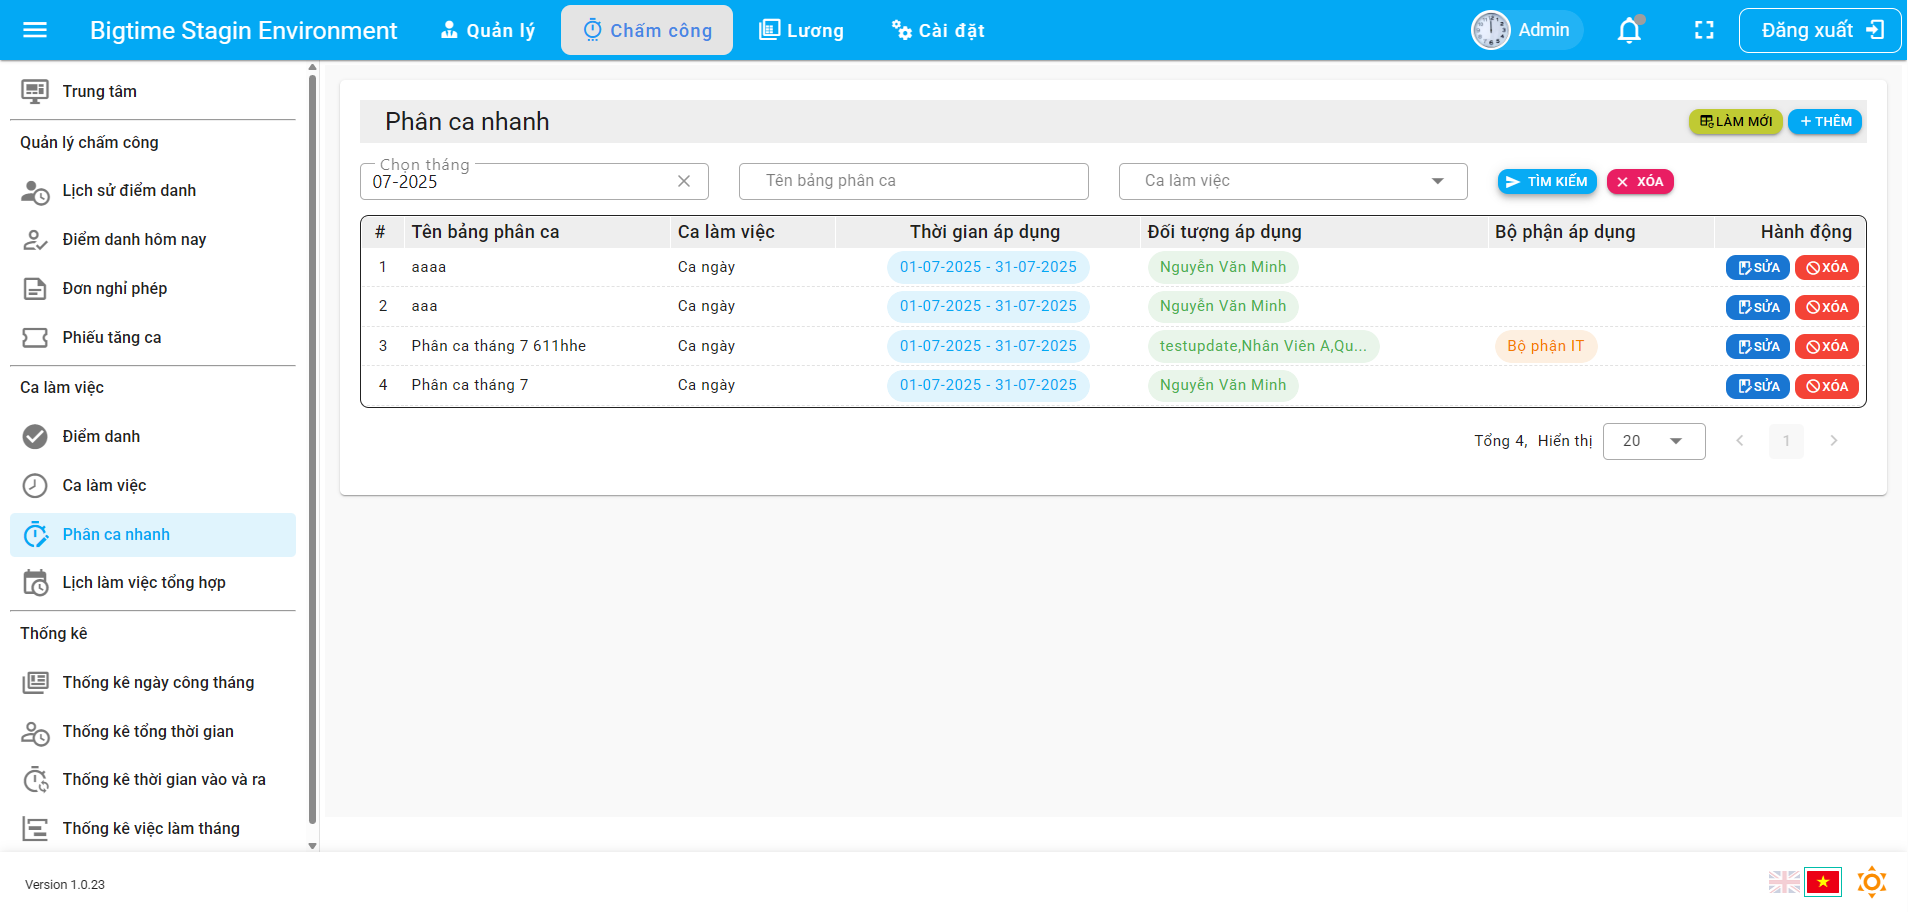 Bigtime Stagin Environment
Quản lý
Chấm công
Lương
Cài đặt
Admin
Đăng xuất
Trung tâm
Quản lý chấm công
Lịch sử điểm danh
Điểm danh hôm nay
Đơn nghỉ phép
Phiếu tăng ca
Ca làm việc
Điểm danh
Ca làm việc
Phân ca nhanh
Lịch làm việc tổng hợp
Thống kê
Thống kê ngày công tháng
Thống kê tổng thời gian
Thống kê thời gian vào và ra
Thống kê việc làm tháng
Phân ca nhanh
LÀM MỚI
THÊM
Chọn tháng
07-2025
Tên bảng phân ca
Ca làm việc
TÌM KIẾM
XÓA
# Tên bảng phân ca Ca làm việc Thời gian áp dụng Đối tượng áp dụng Bộ phận áp dụng Hành động
1 aaaa Ca ngày 01-07-2025 - 31-07-2025 Nguyễn Văn Minh SỬA XÓA
2 aaa Ca ngày 01-07-2025 - 31-07-2025 Nguyễn Văn Minh SỬA XÓA
3 Phân ca tháng 7 611hhe Ca ngày 01-07-2025 - 31-07-2025 testupdate,Nhân Viên A,Qu... Bộ phận IT SỬA XÓA
4 Phân ca tháng 7 Ca ngày 01-07-2025 - 31-07-2025 Nguyễn Văn Minh SỬA XÓA
Tổng 4, Hiển thị 20 1
Version 1.0.23